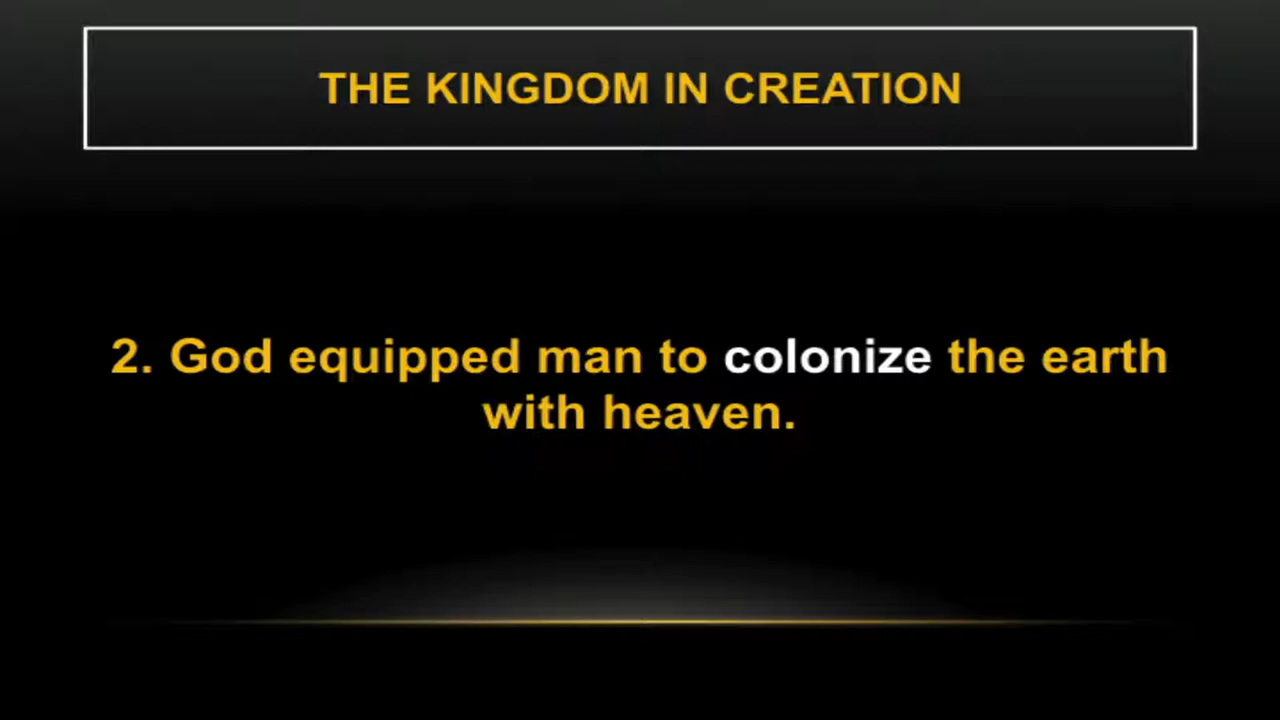 THE KINGDOM IN CREATION
2. God equipped man to colonize the earth
with heaven.